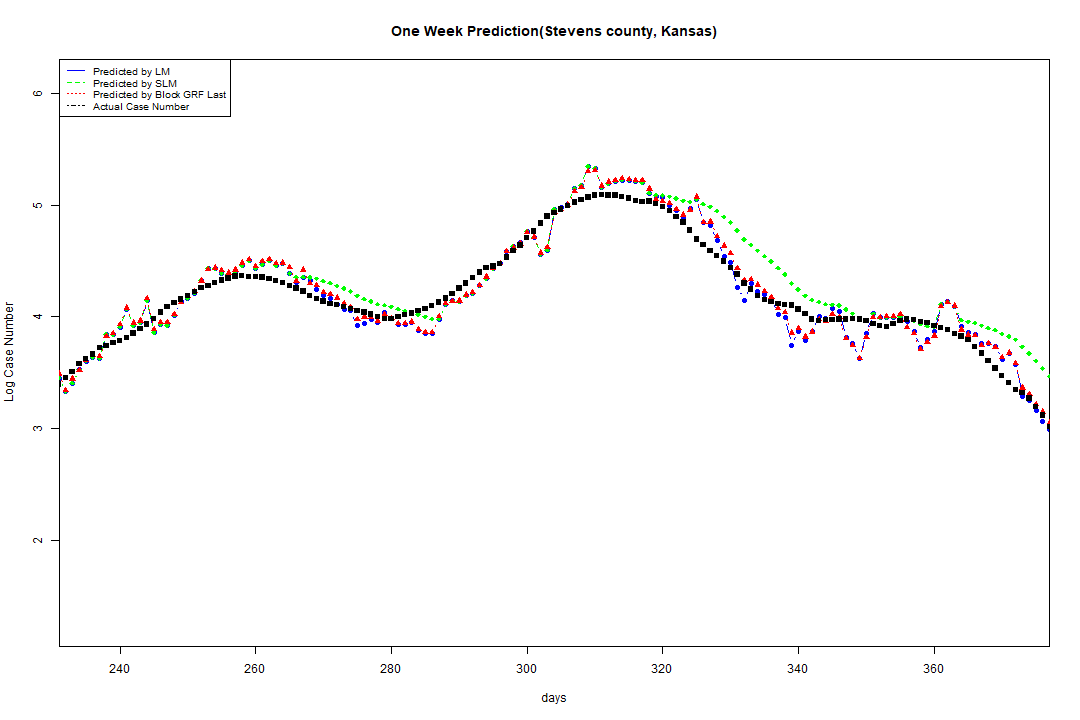 One Week Prediction(Stevens county, Kansas)
Predicted by LM
Predicted by SLM
Predicted by Block GRF Last
Actual Case Number
6
5
4
3
2
Log Case Number
240 260 280 300 320 340 360
days